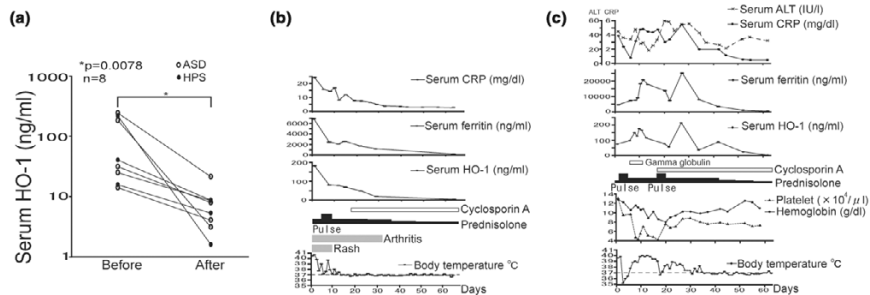 (a)
*p=0.0078
n=8
ASD
HPS
*
Serum HO-1 (ng/ml)
1000
100
10
1
Before
After
(b)
Serum CRP (mg/dl)
20
10
0
Serum ferritin (ng/ml)
6000
4000
2000
0
Serum HO-1 (ng/ml)
200
100
0
Cyclosporin A
Prednisolone
Pulse
Arthritis
Rash
Body temperature ℃
41
40
39
38
37
36
35
0 10 20 30 40 50 60 Days
(c)
ALT CRP
Serum ALT (IU/l)
Serum CRP (mg/dl)
60 6
40 4
20 2
0 0
Serum ferritin (ng/ml)
20000
10000
0
Serum HO-1 (ng/ml)
200
100
0
Gamma globulin
Cyclosporin A
Prednisolone
Pulse Pulse
Platelet (×10⁴/μl)
Hemoglobin (g/dl)
14
12
10
8
6
4
Body temperature ℃
41
40
39
38
37
36
35
0 10 20 30 40 50 60 Days